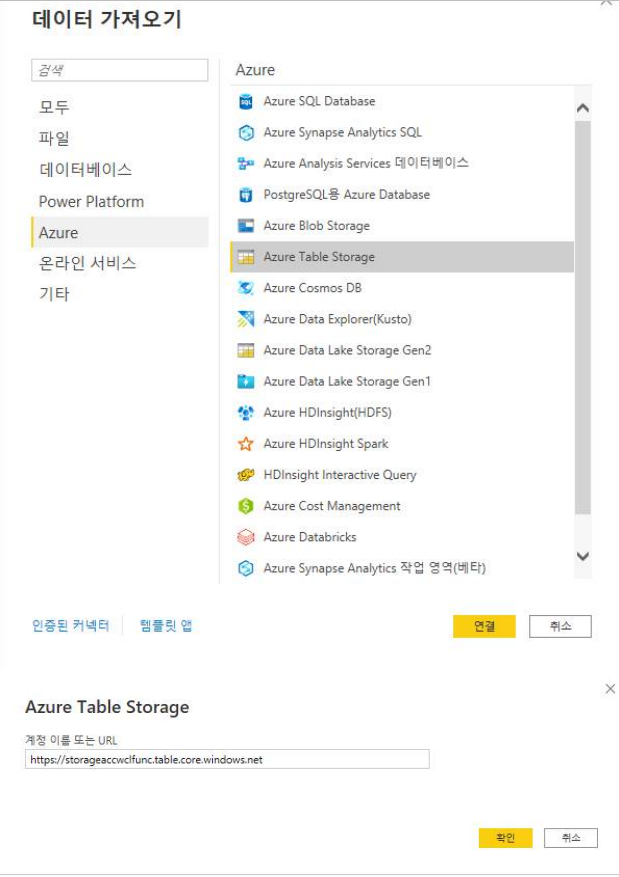 데이터 가져오기
검색
모두
파일
데이터베이스
Power Platform
Azure
온라인 서비스
기타
Azure
Azure SQL Database
Azure Synapse Analytics SQL
Azure Analysis Services 데이터베이스
PostgreSQL용 Azure Database
Azure Blob Storage
Azure Table Storage
Azure Cosmos DB
Azure Data Explorer(Kusto)
Azure Data Lake Storage Gen2
Azure Data Lake Storage Gen1
Azure HDInsight(HDFS)
Azure HDInsight Spark
HDInsight Interactive Query
Azure Cost Management
Azure Databricks
Azure Synapse Analytics 작업 영역(베타)
인증된 커넥터 템플릿 앱 연결 취소
Azure Table Storage
계정 이름 또는 URL
https://storageaccwclfunc.table.core.windows.net
확인 취소